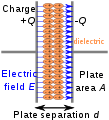 Charge
+Q
-Q
dielectric
Electric
field E
Plate
area A
Plate separation d